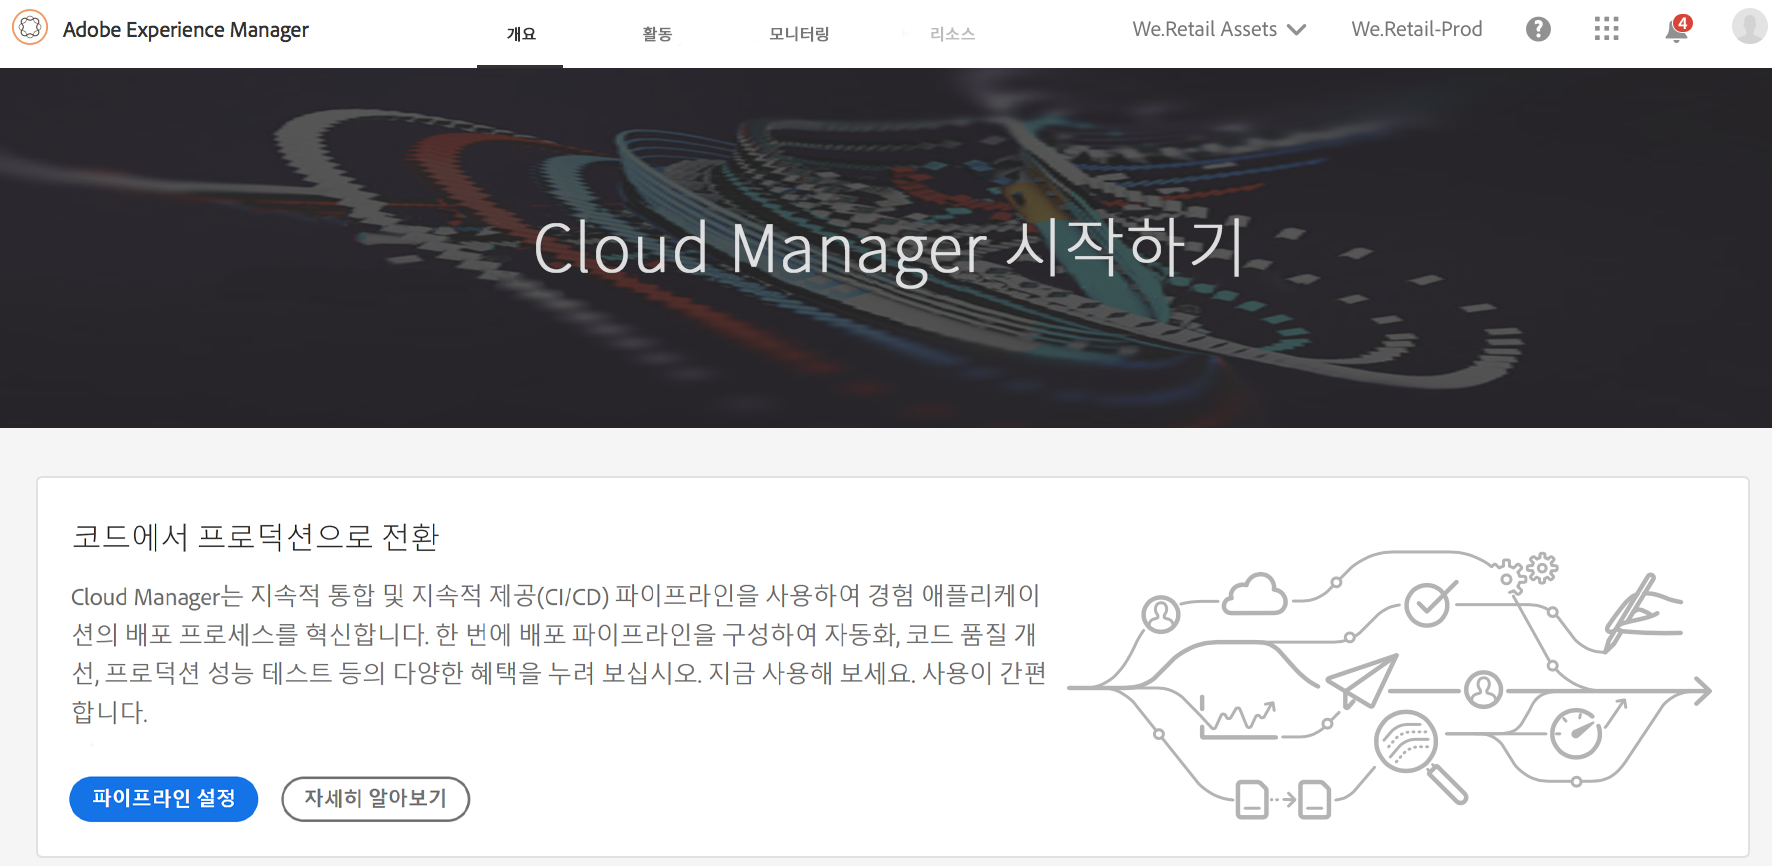 Adobe Experience Manager
개요
활동
모니터링
리소스
We.Retail Assets
We.Retail-Prod
?
4
Cloud Manager 시작하기
코드에서 프로덕션으로 전환
Cloud Manager는 지속적 통합 및 지속적 제공(CI/CD) 파이프라인을 사용하여 경험 애플리케이
션의 배포 프로세스를 혁신합니다. 한 번에 배포 파이프라인을 구성하여 자동화, 코드 품질 개
선, 프로덕션 성능 테스트 등의 다양한 혜택을 누려 보십시오. 지금 사용해 보세요. 사용이 간편
합니다.
파이프라인 설정
자세히 알아보기